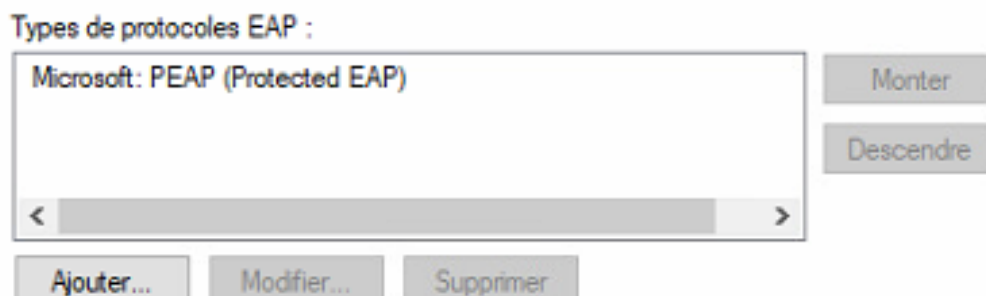 Types de protocoles EAP :
Microsoft: PEAP (Protected EAP)
Monter
Descendre
Ajouter...
Modifier...
Supprimer